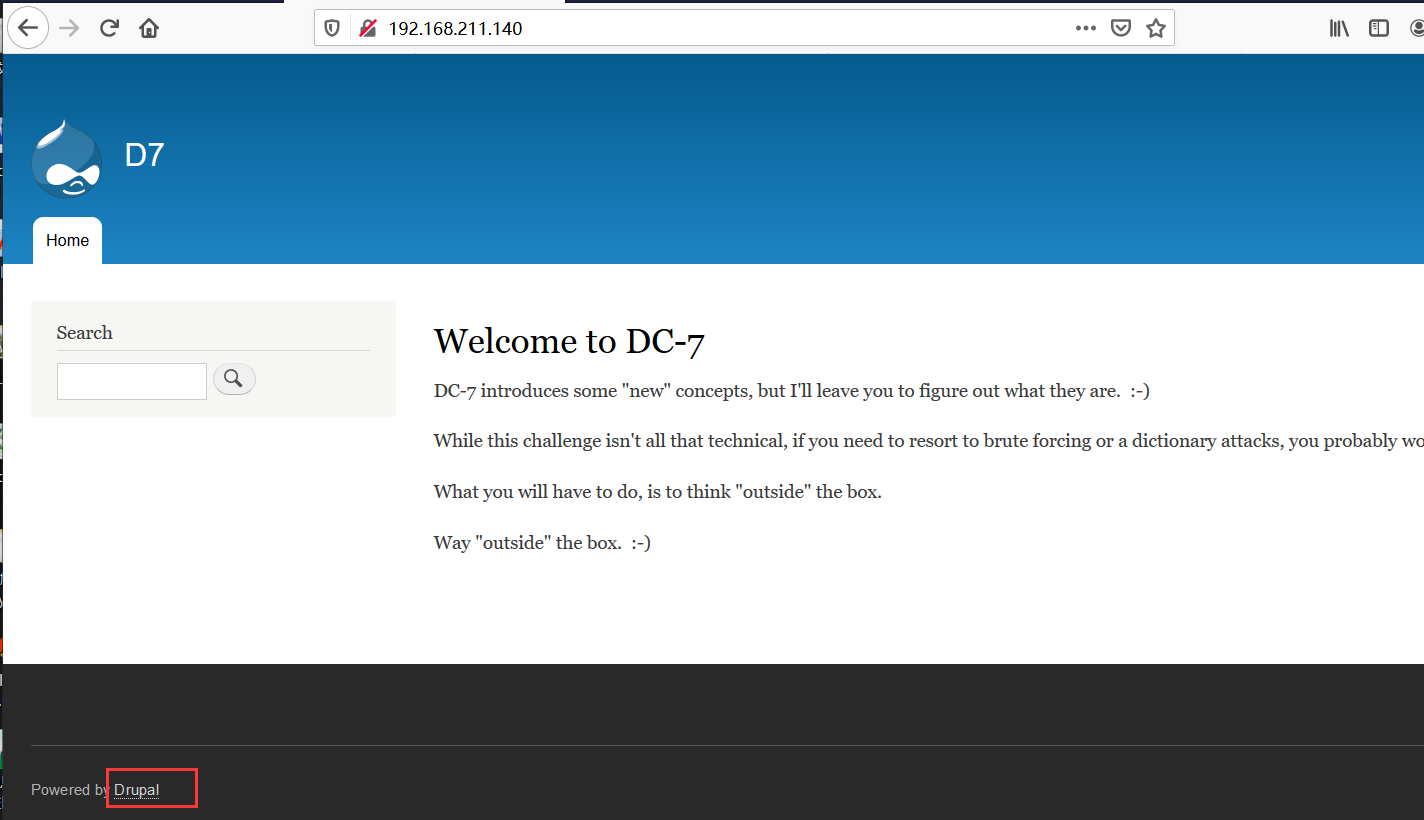 192.168.211.140
D7
Home
Search
Welcome to DC-7
DC-7 introduces some "new" concepts, but I'll leave you to figure out what they are.  :-)
While this challenge isn't all that technical, if you need to resort to brute forcing or a dictionary attacks, you probably
What you will have to do, is to think "outside" the box.
Way "outside" the box.  :-)
Powered by Drupal